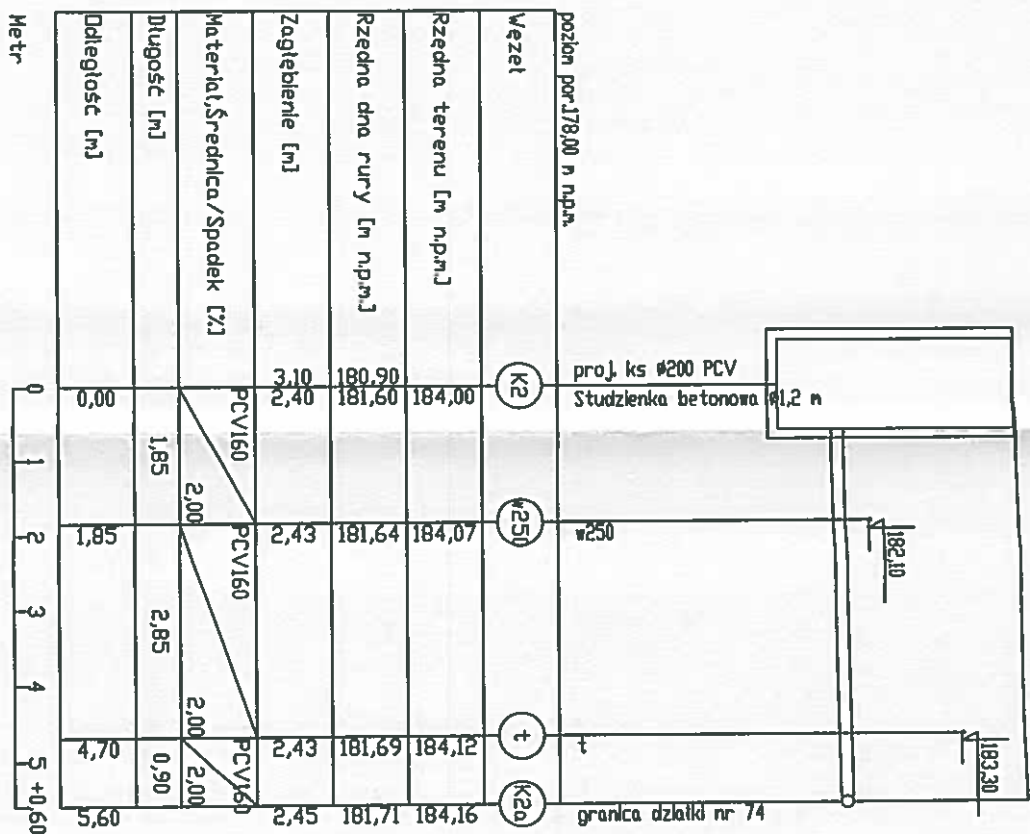 182,10
183,30
proj. ks ø200 PCV
Studzienka betonowa ø1,2 m
w250
t
granica działki nr 74
poziom por.178,00 m n.p.m.
Węzeł
K2
w250
t
K2a
Rzędna terenu [m n.p.m.]
184,00
184,07
184,12
184,16
Rzędna dna rury [m n.p.m.]
180,90
181,60
181,64
181,69
181,71
Zagłębienie [m]
3,10
2,40
2,43
2,43
2,45
Materiał,Średnica/Spadek [%]
PCV160
2,00
PCV160
2,00
PCV160
2,00
Długość [m]
1,85
2,85
0,90
Odległość [m]
0,00
1,85
4,70
5,60
Metr
0
1
2
3
4
5
+0,60